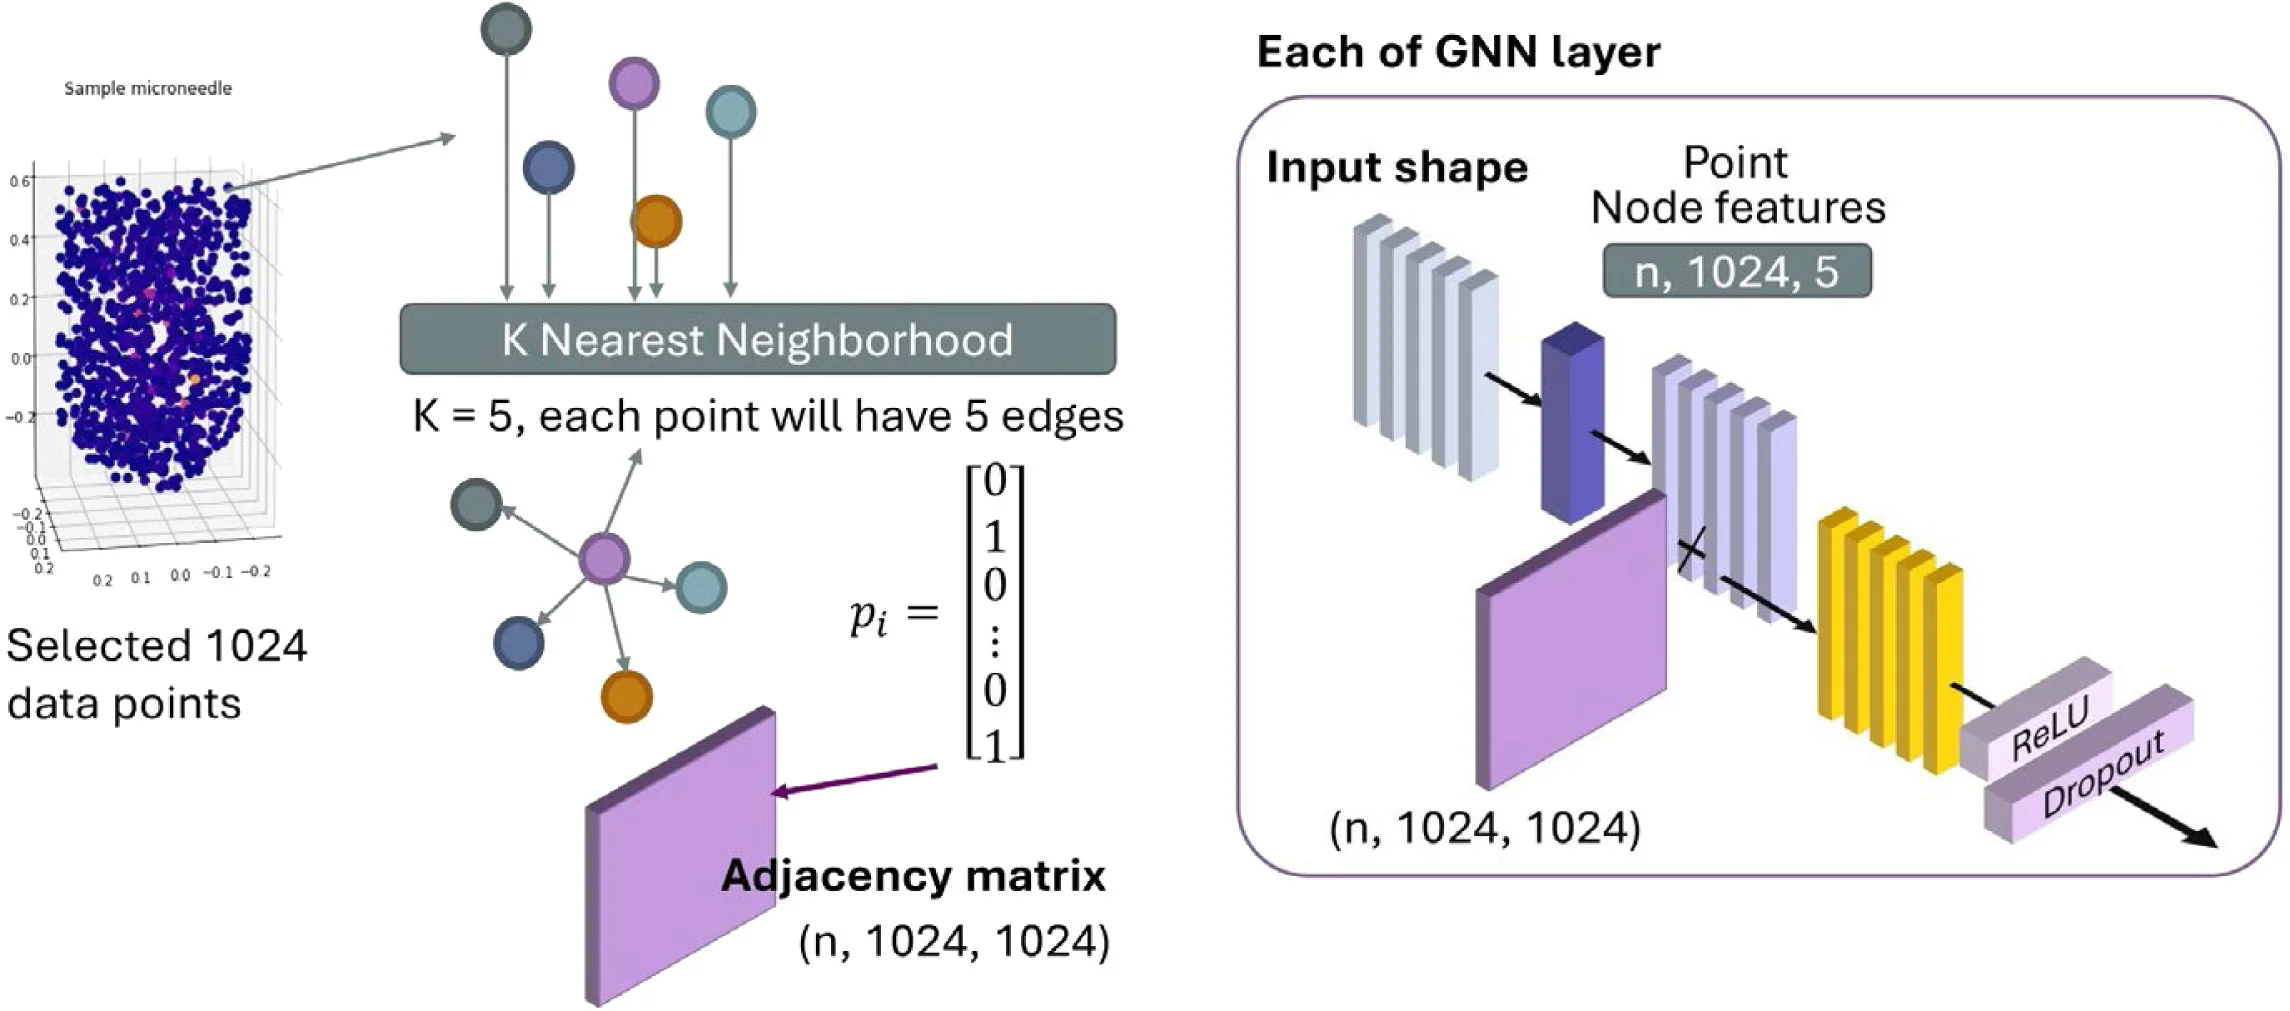 Sample microneedle
0.6
0.4
0.2
0.0
−0.2
−0.2
−0.1
0.0
0.1
0.2
0.2 0.1 0.0 −0.1 −0.2
Selected 1024
data points
K Nearest Neighborhood
K = 5, each point will have 5 edges
p_i =
0
1
0
⋮
0
1
Adjacency matrix
(n, 1024, 1024)
Each of GNN layer
Input shape
Point
Node features
n, 1024, 5
×
(n, 1024, 1024)
ReLU
Dropout